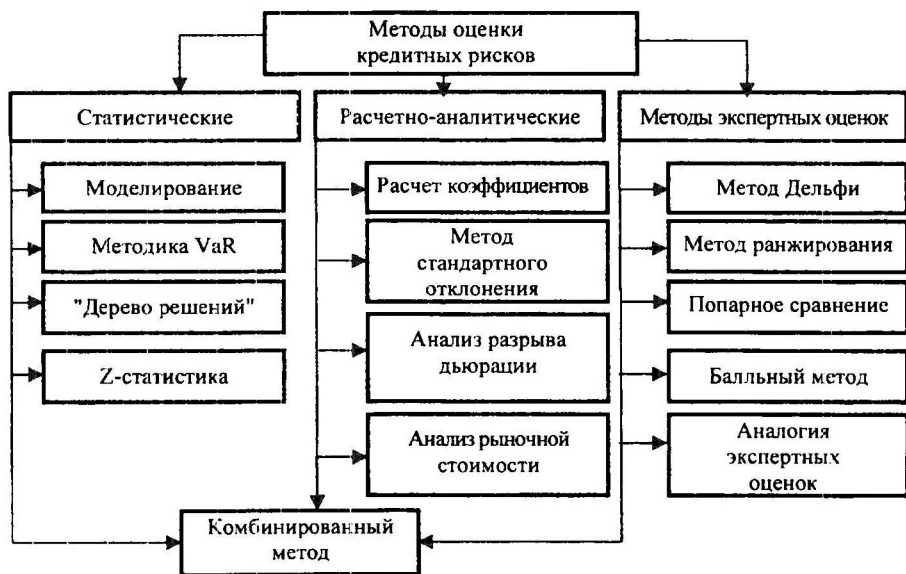 Методы оценки
кредитных рисков
Статистические
Расчетно-аналитические
Методы экспертных оценок
Моделирование
Методика VaR
"Дерево решений"
Z-статистика
Расчет коэффициентов
Метод
стандартного
отклонения
Анализ разрыва
дьюрации
Анализ рыночной
стоимости
Метод Дельфи
Метод ранжирования
Попарное сравнение
Балльный метод
Аналогия
экспертных
оценок
Комбинированный
метод